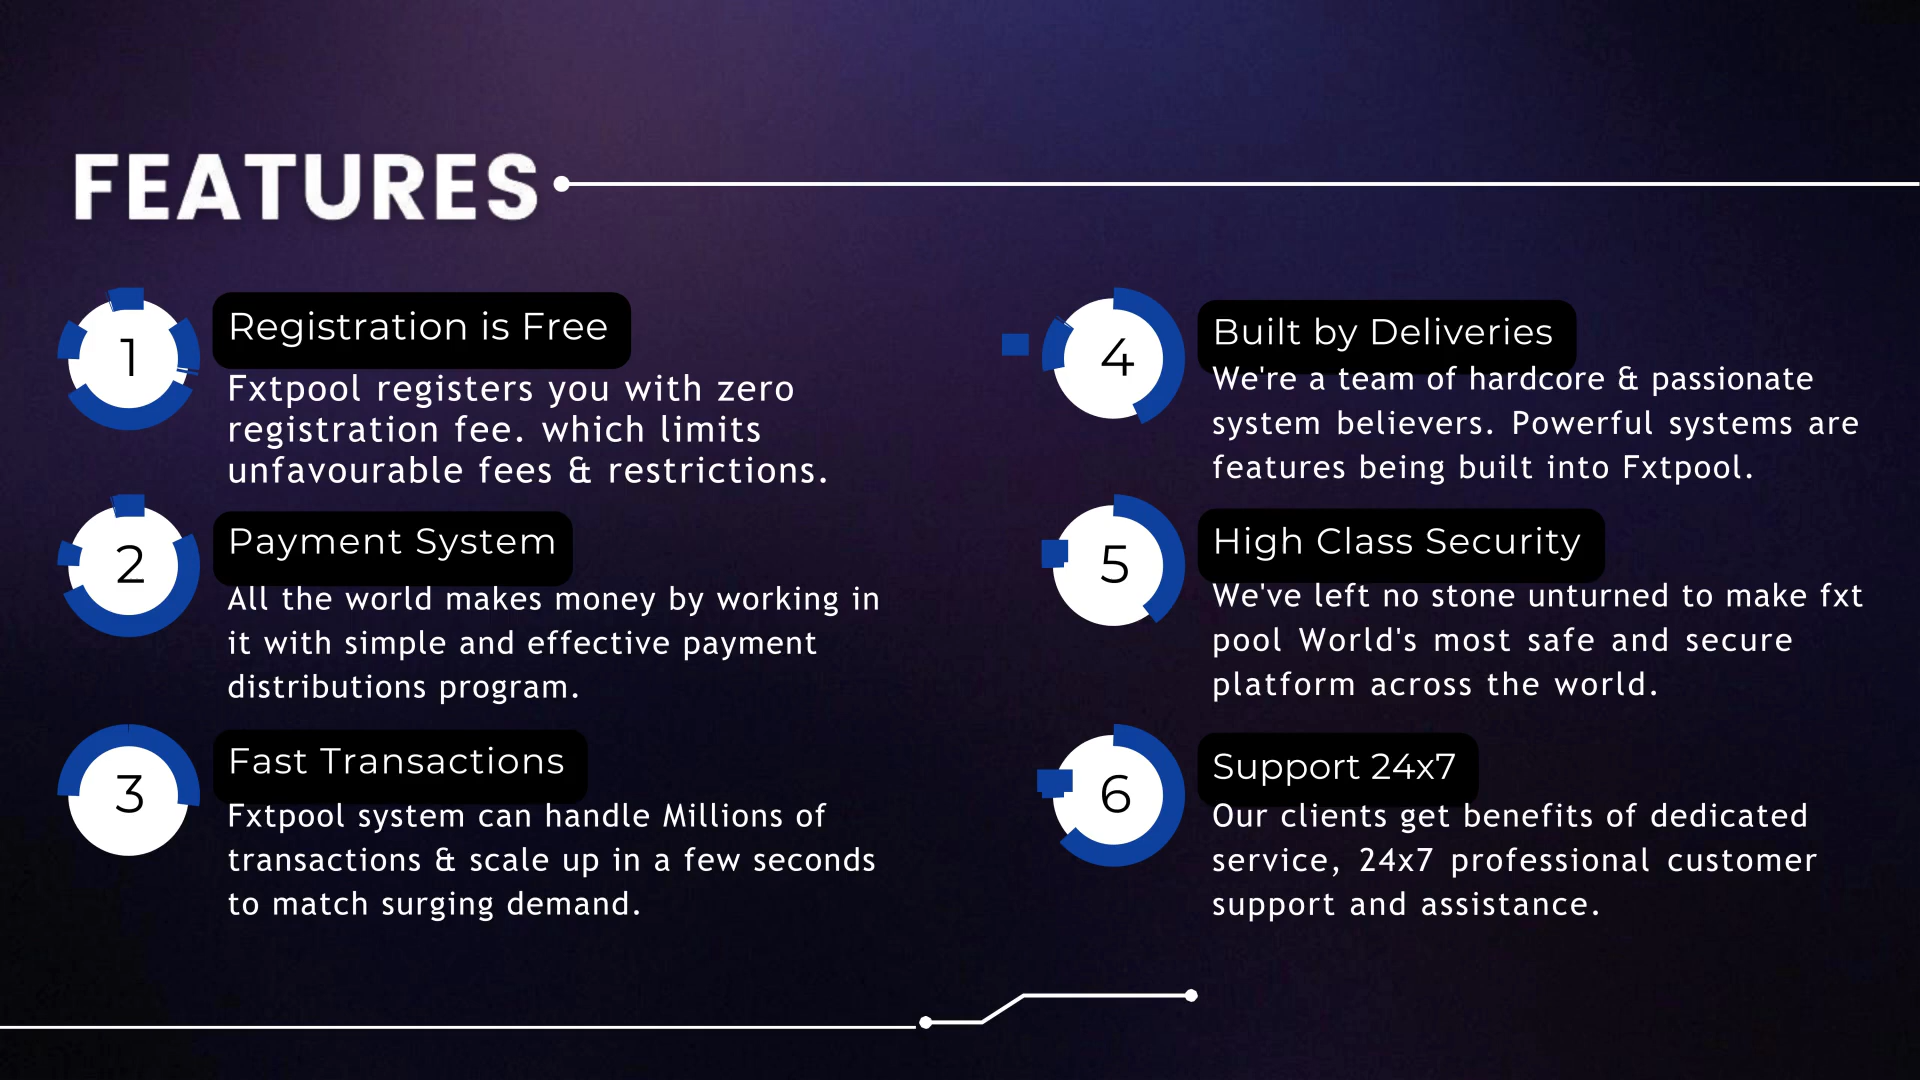 FEATURES
1
Registration is Free
Fxtpool registers you with zero
registration fee. which limits
unfavourable fees & restrictions.
2
Payment System
All the world makes money by working in
it with simple and effective payment
distributions program.
3
Fast Transactions
Fxtpool system can handle Millions of
transactions & scale up in a few seconds
to match surging demand.
4
Built by Deliveries
We're a team of hardcore & passionate
system believers. Powerful systems are
features being built into Fxtpool.
5
High Class Security
We've left no stone unturned to make fxt
pool World's most safe and secure
platform across the world.
6
Support 24x7
Our clients get benefits of dedicated
service, 24x7 professional customer
support and assistance.